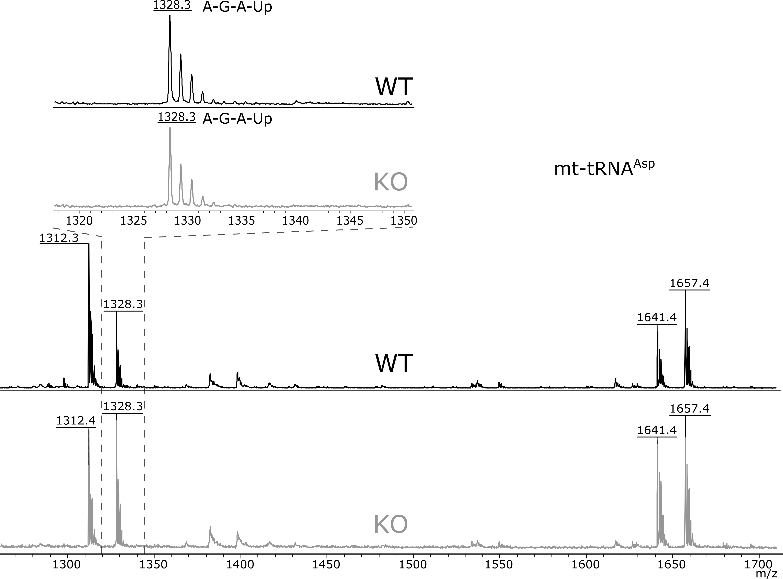 1328.3 A-G-A-Up
WT
1328.3 A-G-A-Up
KO
mt-tRNAAsp
1320 1325 1330 1335 1340 1345 1350
1312.3
1328.3
1657.4
1641.4
WT
1312.4
1328.3
1657.4
1641.4
KO
1300 1350 1400 1450 1500 1550 1600 1650 1700
m/z